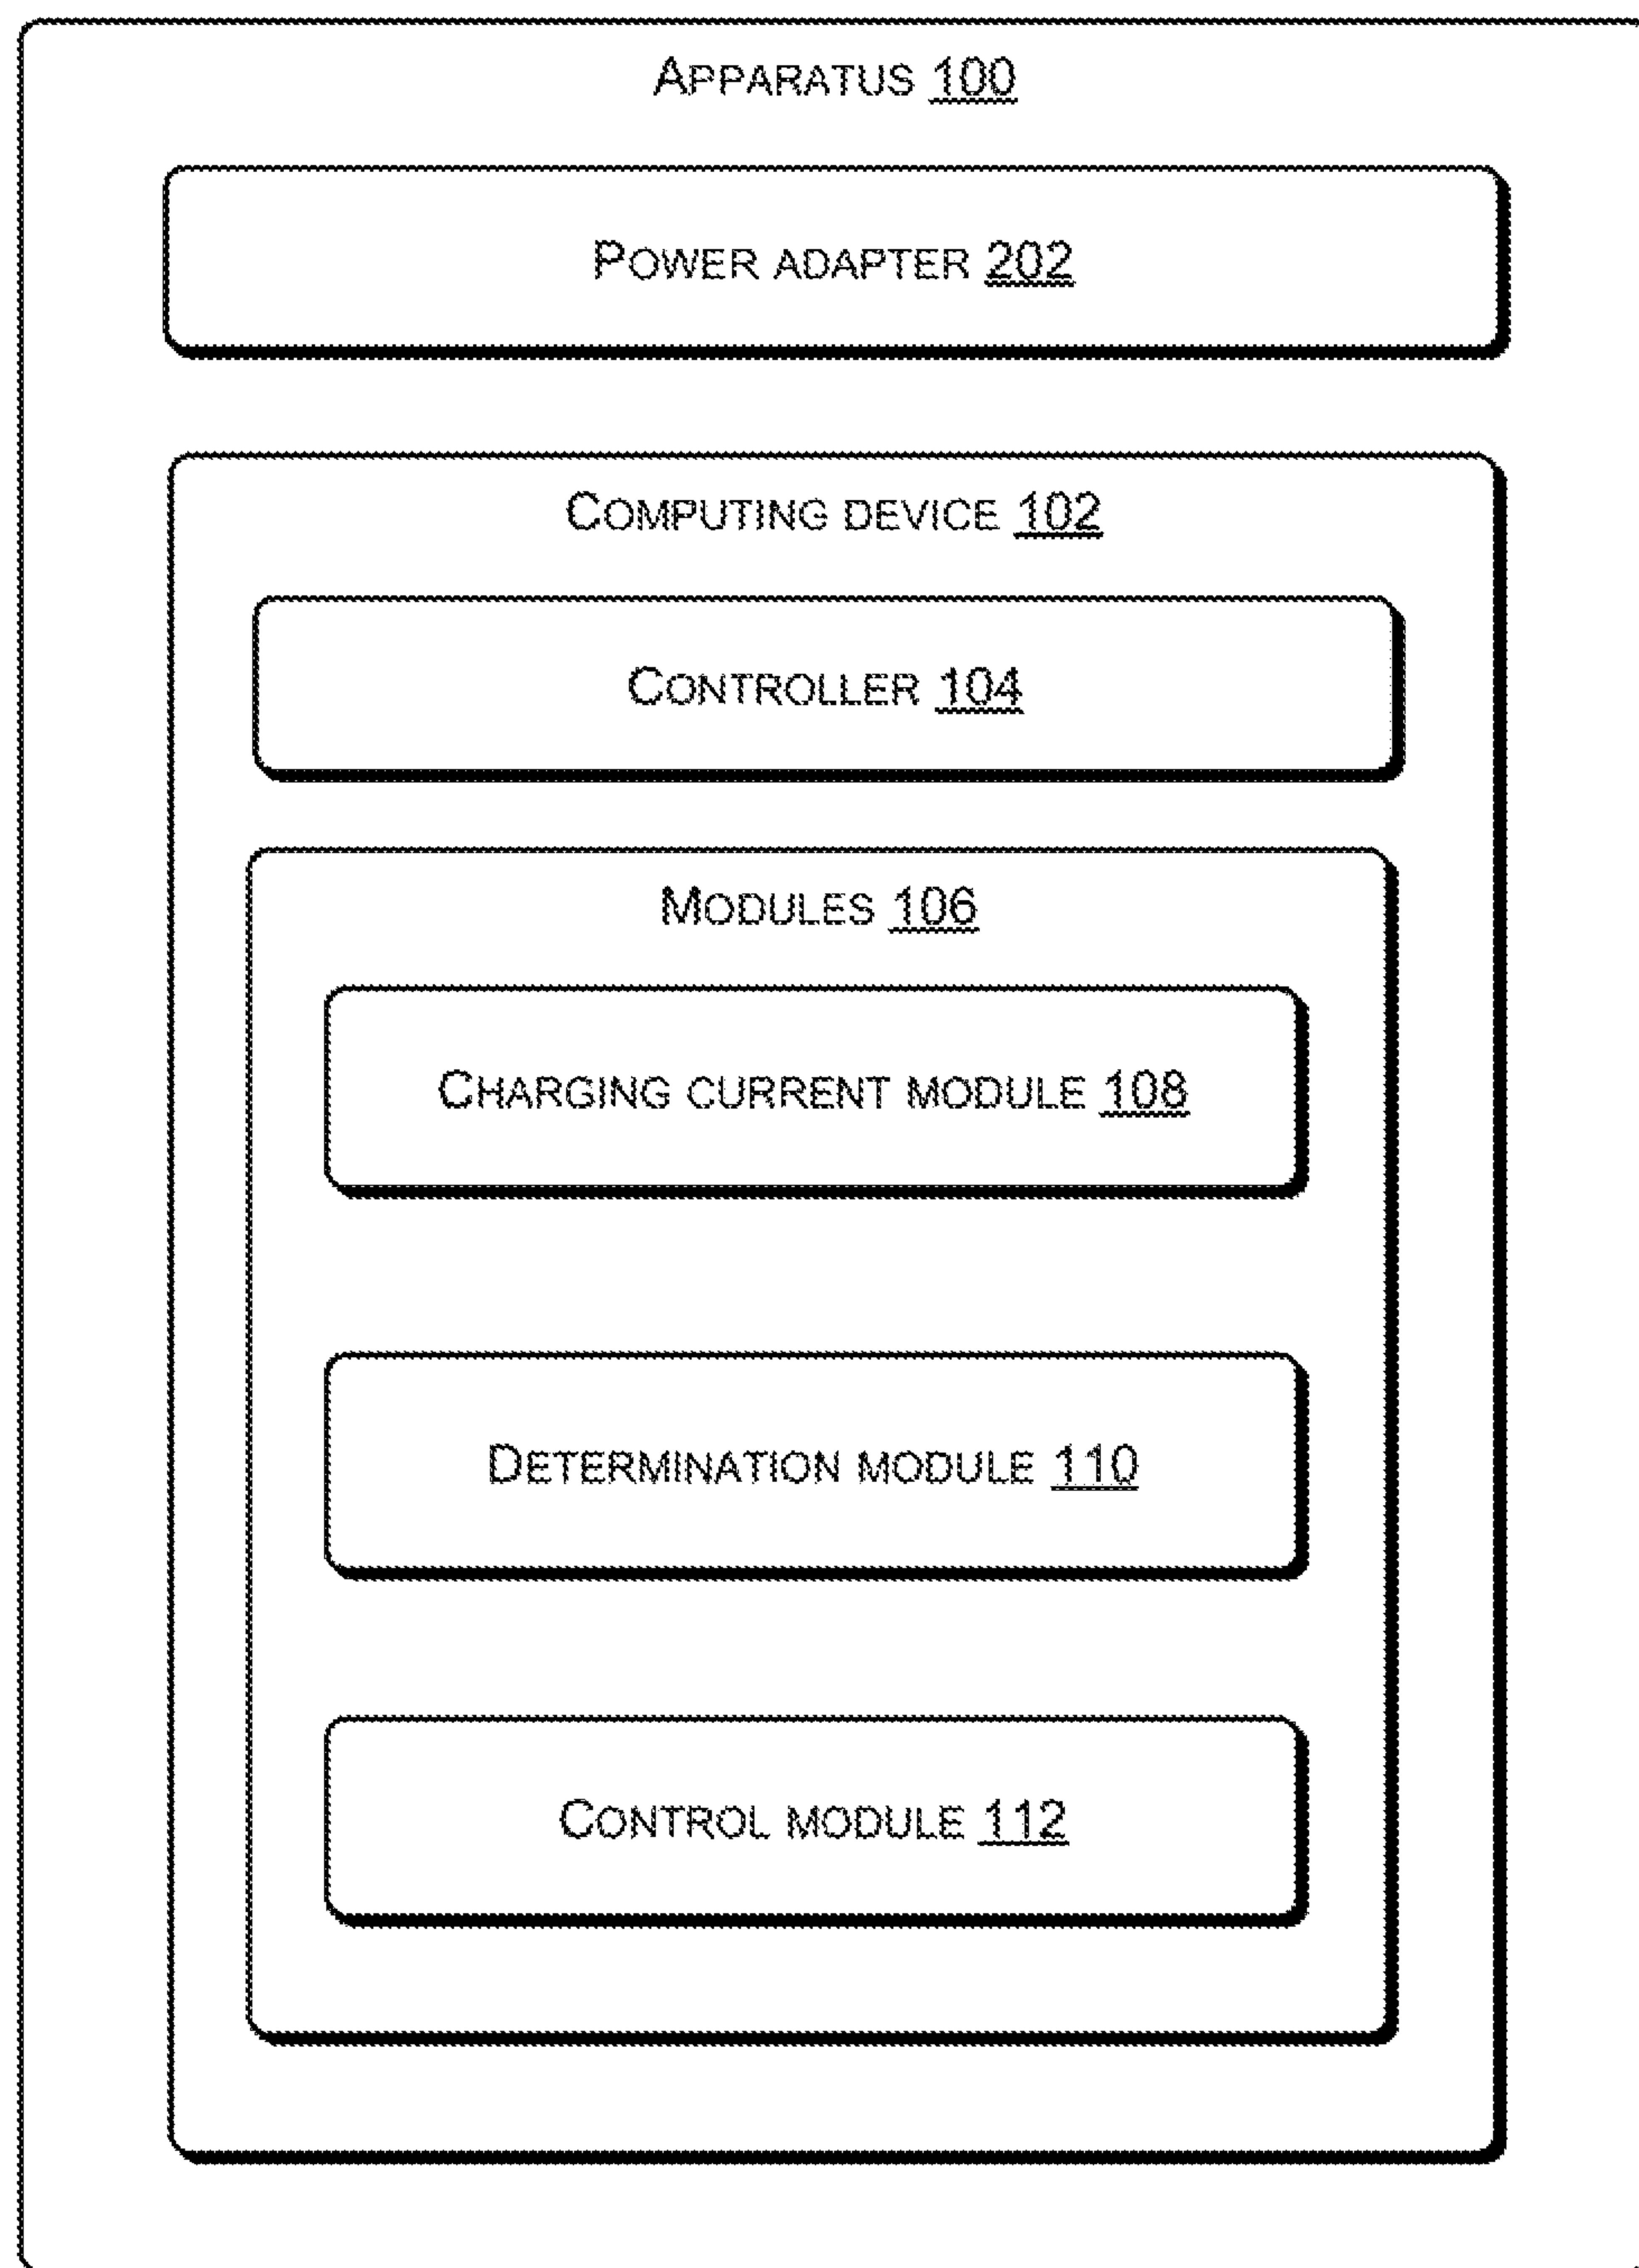 APPARATUS 100
POWER ADAPTER 202
COMPUTING DEVICE 102
CONTROLLER 104
MODULES 106
CHARGING CURRENT MODULE 108
DETERMINATION MODULE 110
CONTROL MODULE 112